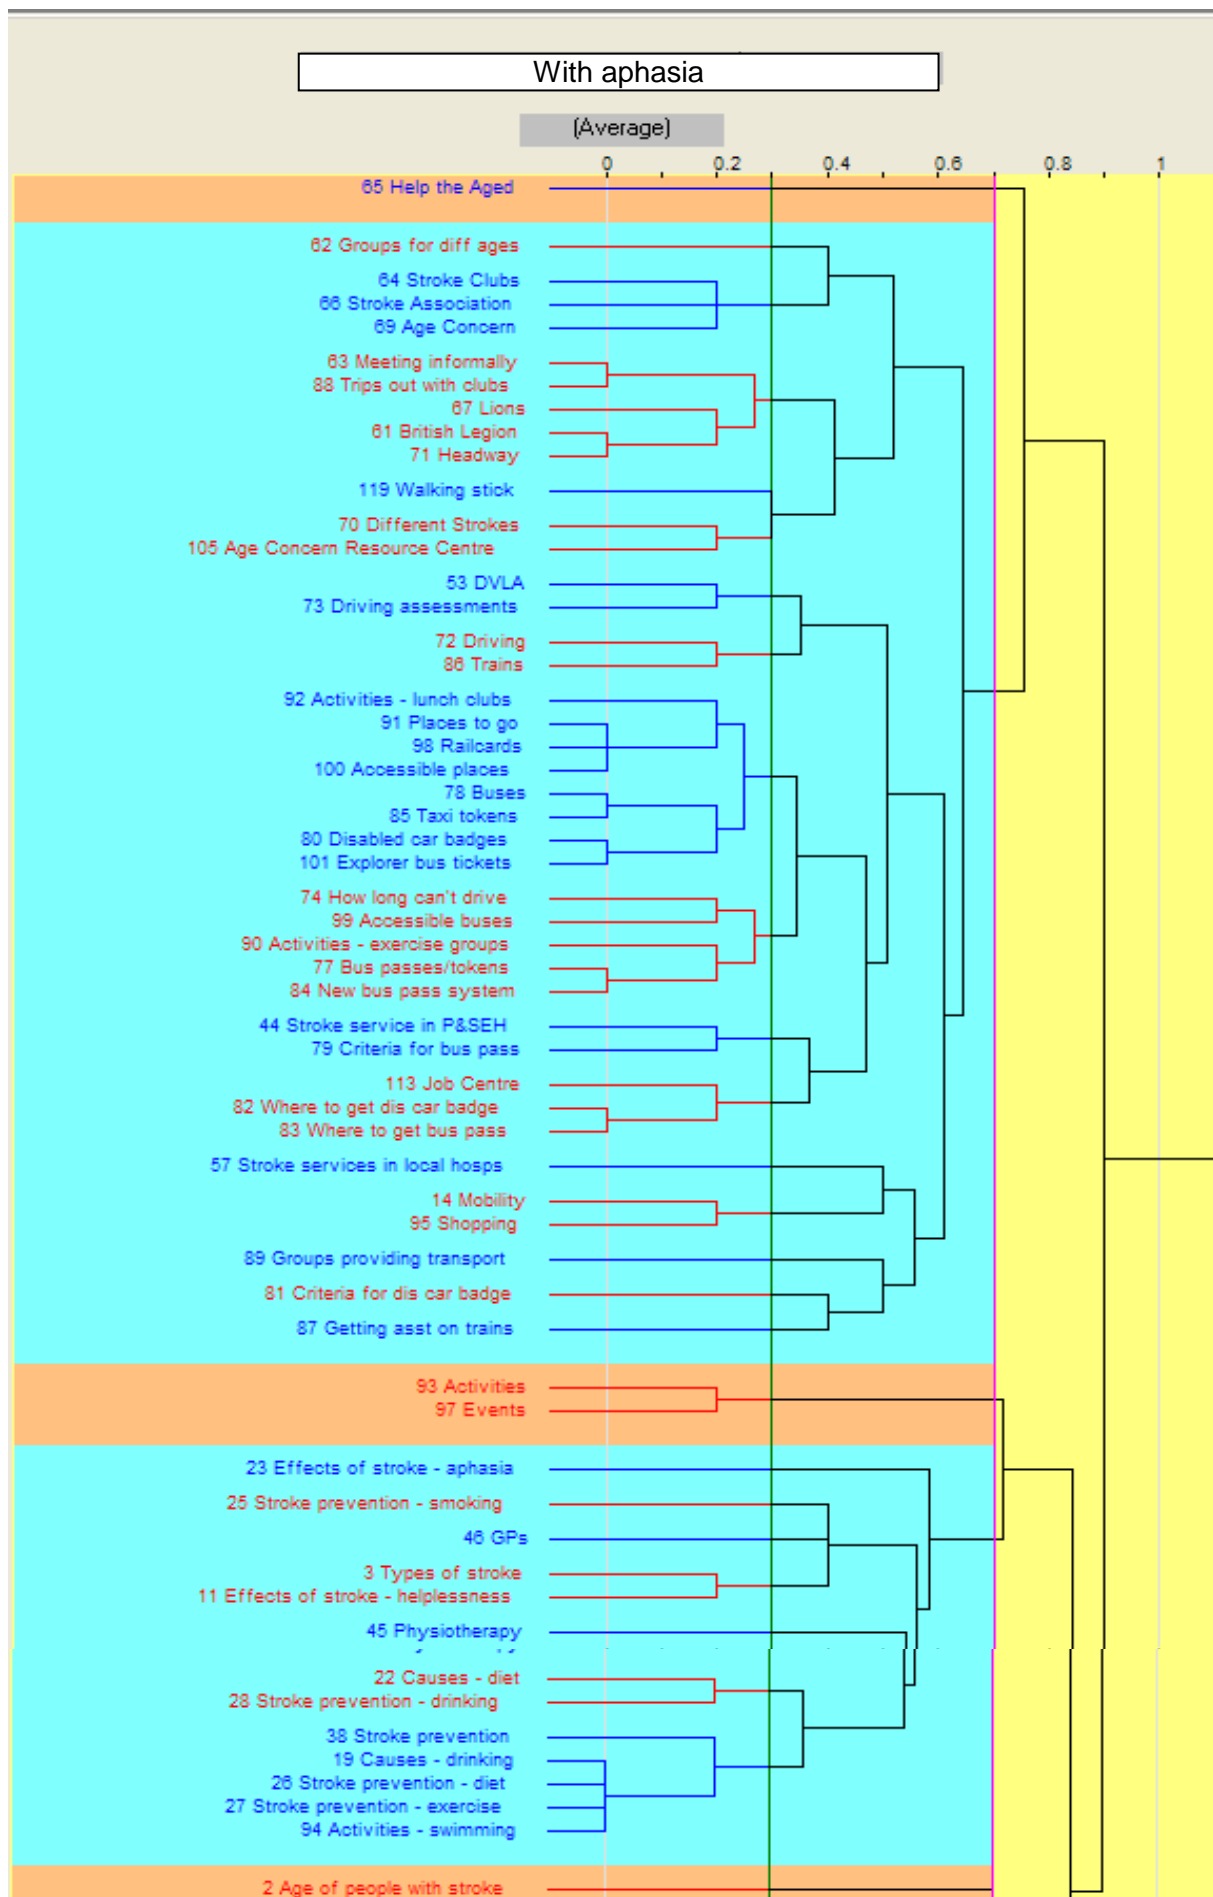 With aphasia
(Average)
0 0.2 0.4 0.6 0.8 1
65 Help the Aged
62 Groups for diff ages
64 Stroke Clubs
66 Stroke Association
69 Age Concern
63 Meeting informally
88 Trips out with clubs
67 Lions
61 British Legion
71 Headway
119 Walking stick
70 Different Strokes
105 Age Concern Resource Centre
53 DVLA
73 Driving assessments
72 Driving
86 Trains
92 Activities - lunch clubs
91 Places to go
98 Railcards
100 Accessible places
78 Buses
85 Taxi tokens
80 Disabled car badges
101 Explorer bus tickets
74 How long can't drive
99 Accessible buses
90 Activities - exercise groups
77 Bus passes/tokens
84 New bus pass system
44 Stroke service in P&SEH
79 Criteria for bus pass
113 Job Centre
82 Where to get dis car badge
83 Where to get bus pass
57 Stroke services in local hosps
14 Mobility
95 Shopping
89 Groups providing transport
81 Criteria for dis car badge
87 Getting asst on trains
93 Activities
97 Events
23 Effects of stroke - aphasia
25 Stroke prevention - smoking
46 GPs
3 Types of stroke
11 Effects of stroke - helplessness
45 Physiotherapy
22 Causes - diet
28 Stroke prevention - drinking
38 Stroke prevention
19 Causes - drinking
26 Stroke prevention - diet
27 Stroke prevention - exercise
94 Activities - swimming
2 Age of people with stroke